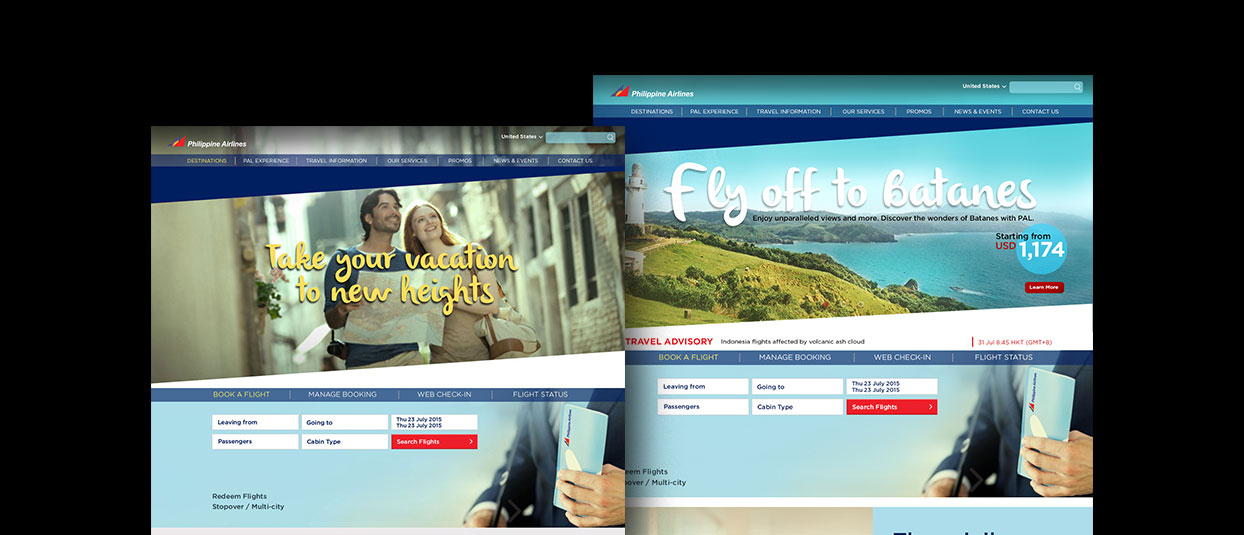 Philippine Airlines
United States
DESTINATIONS
PAL EXPERIENCE
TRAVEL INFORMATION
OUR SERVICES
PROMOS
NEWS & EVENTS
CONTACT US
Take your vacation
to new heights
BOOK A FLIGHT
MANAGE BOOKING
WEB CHECK-IN
FLIGHT STATUS
Leaving from
Going to
Thu 23 July 2015
Thu 23 July 2015
Passengers
Cabin Type
Search Flights
Redeem Flights
Stopover / Multi-city
Philippine Airlines
Philippine Airlines
United States
DESTINATIONS
PAL EXPERIENCE
TRAVEL INFORMATION
OUR SERVICES
PROMOS
NEWS & EVENTS
CONTACT US
Fly off to Batanes
Enjoy unparalleled views and more. Discover the wonders of Batanes with PAL.
Starting from
USD 1,174
Learn More
TRAVEL ADVISORY
Indonesia flights affected by volcanic ash cloud
31 Jul 8:45 HKT (GMT+8)
BOOK A FLIGHT
MANAGE BOOKING
WEB CHECK-IN
FLIGHT STATUS
Leaving from
Going to
Thu 23 July 2015
Thu 23 July 2015
Passengers
Cabin Type
Search Flights
eem Flights
pover / Multi-city
Philippine Airlines